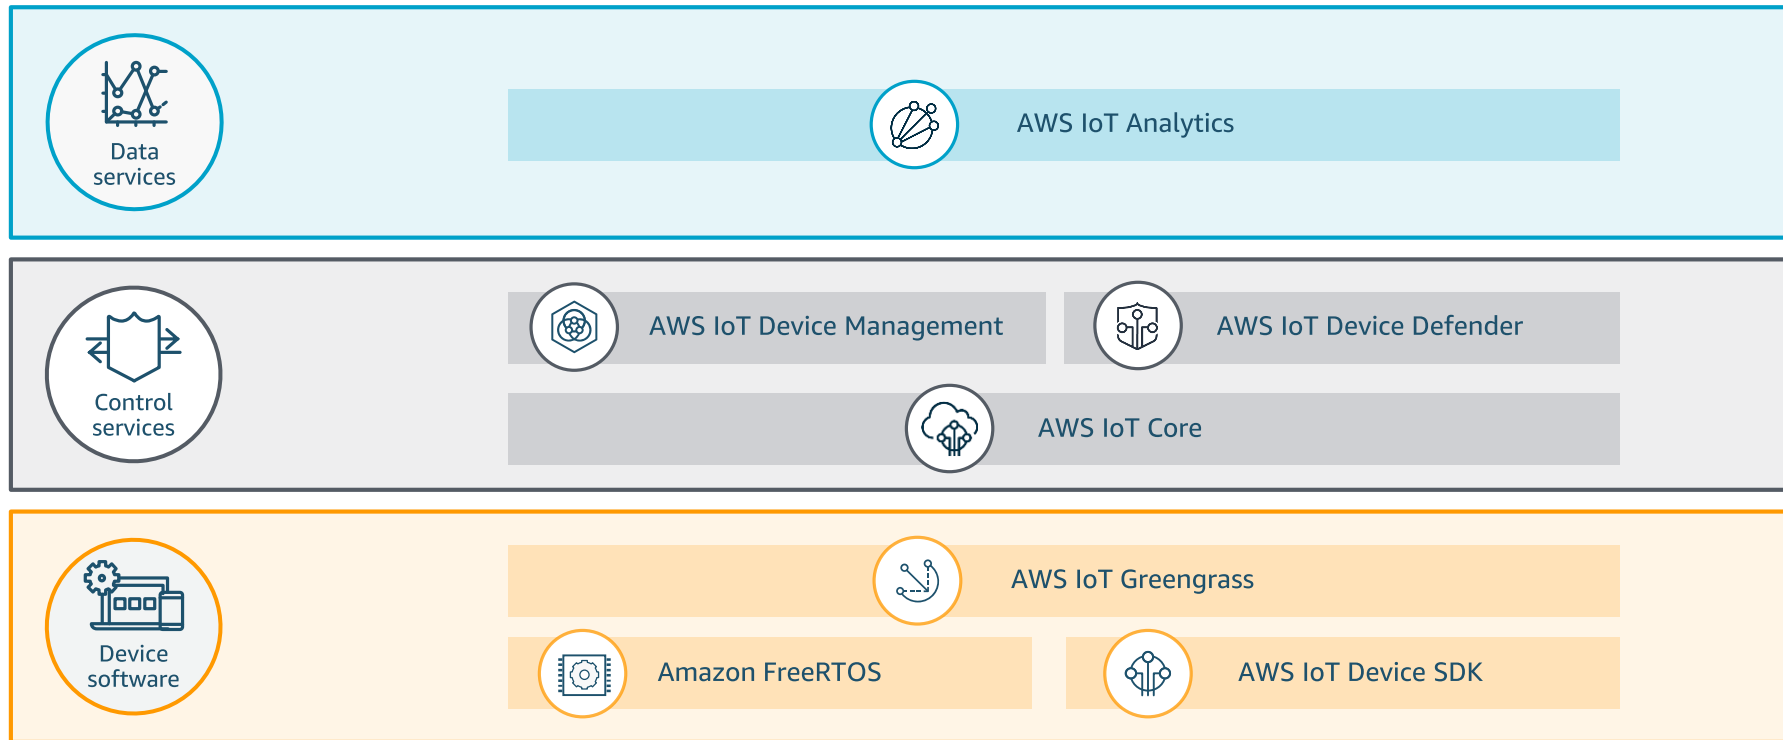 Data
services
AWS IoT Analytics
Control
services
AWS IoT Device Management
AWS IoT Device Defender
AWS IoT Core
Device
software
AWS IoT Greengrass
Amazon FreeRTOS
AWS IoT Device SDK